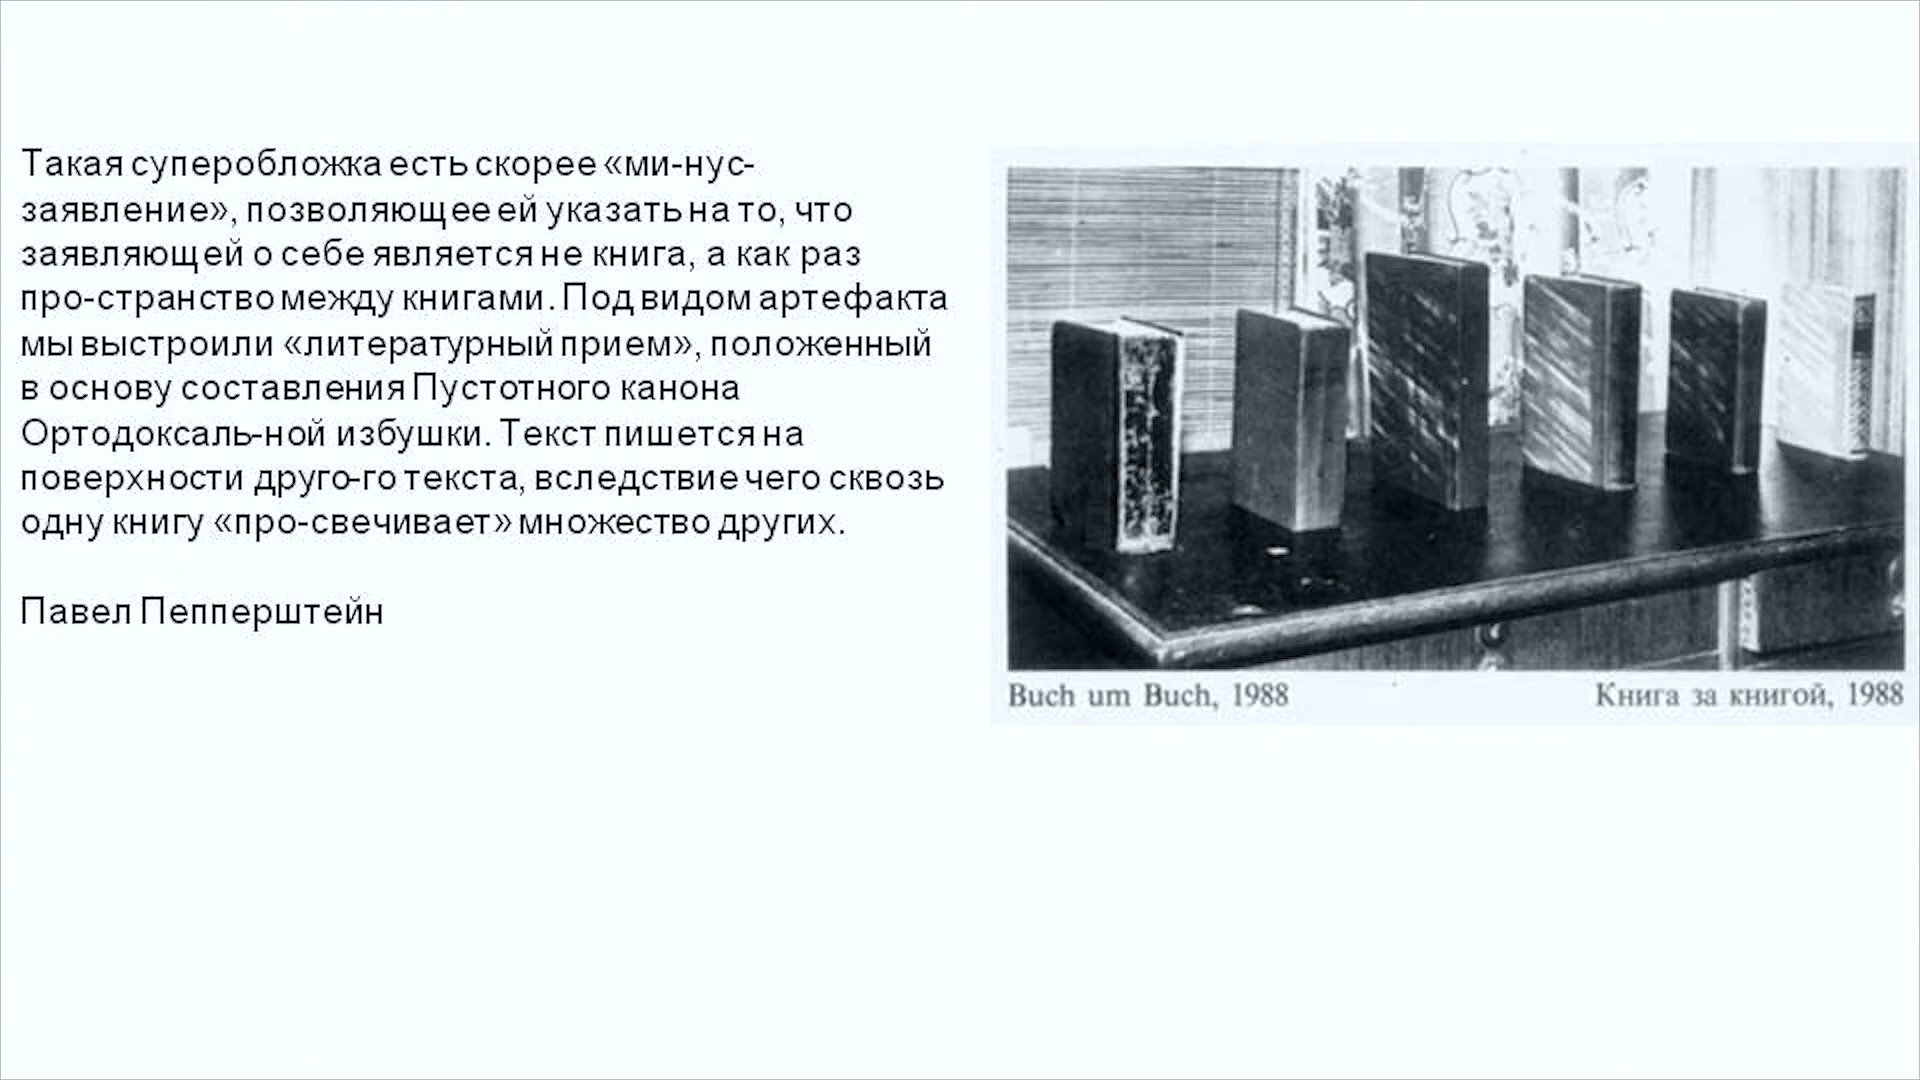 Такая суперобложка есть скорее «ми-нус-
заявление», позволяющее ей указать на то, что
заявляющей о себе является не книга, а как раз
про-странство между книгами. Под видом артефакта
мы выстроили «литературный прием», положенный
в основу составления Пустотного канона
Ортодоксаль-ной избушки. Текст пишется на
поверхности друго-го текста, вследствие чего сквозь
одну книгу «про-свечивает» множество других.
Павел Пепперштейн
Buch um Buch, 1988
Книга за книгой, 1988